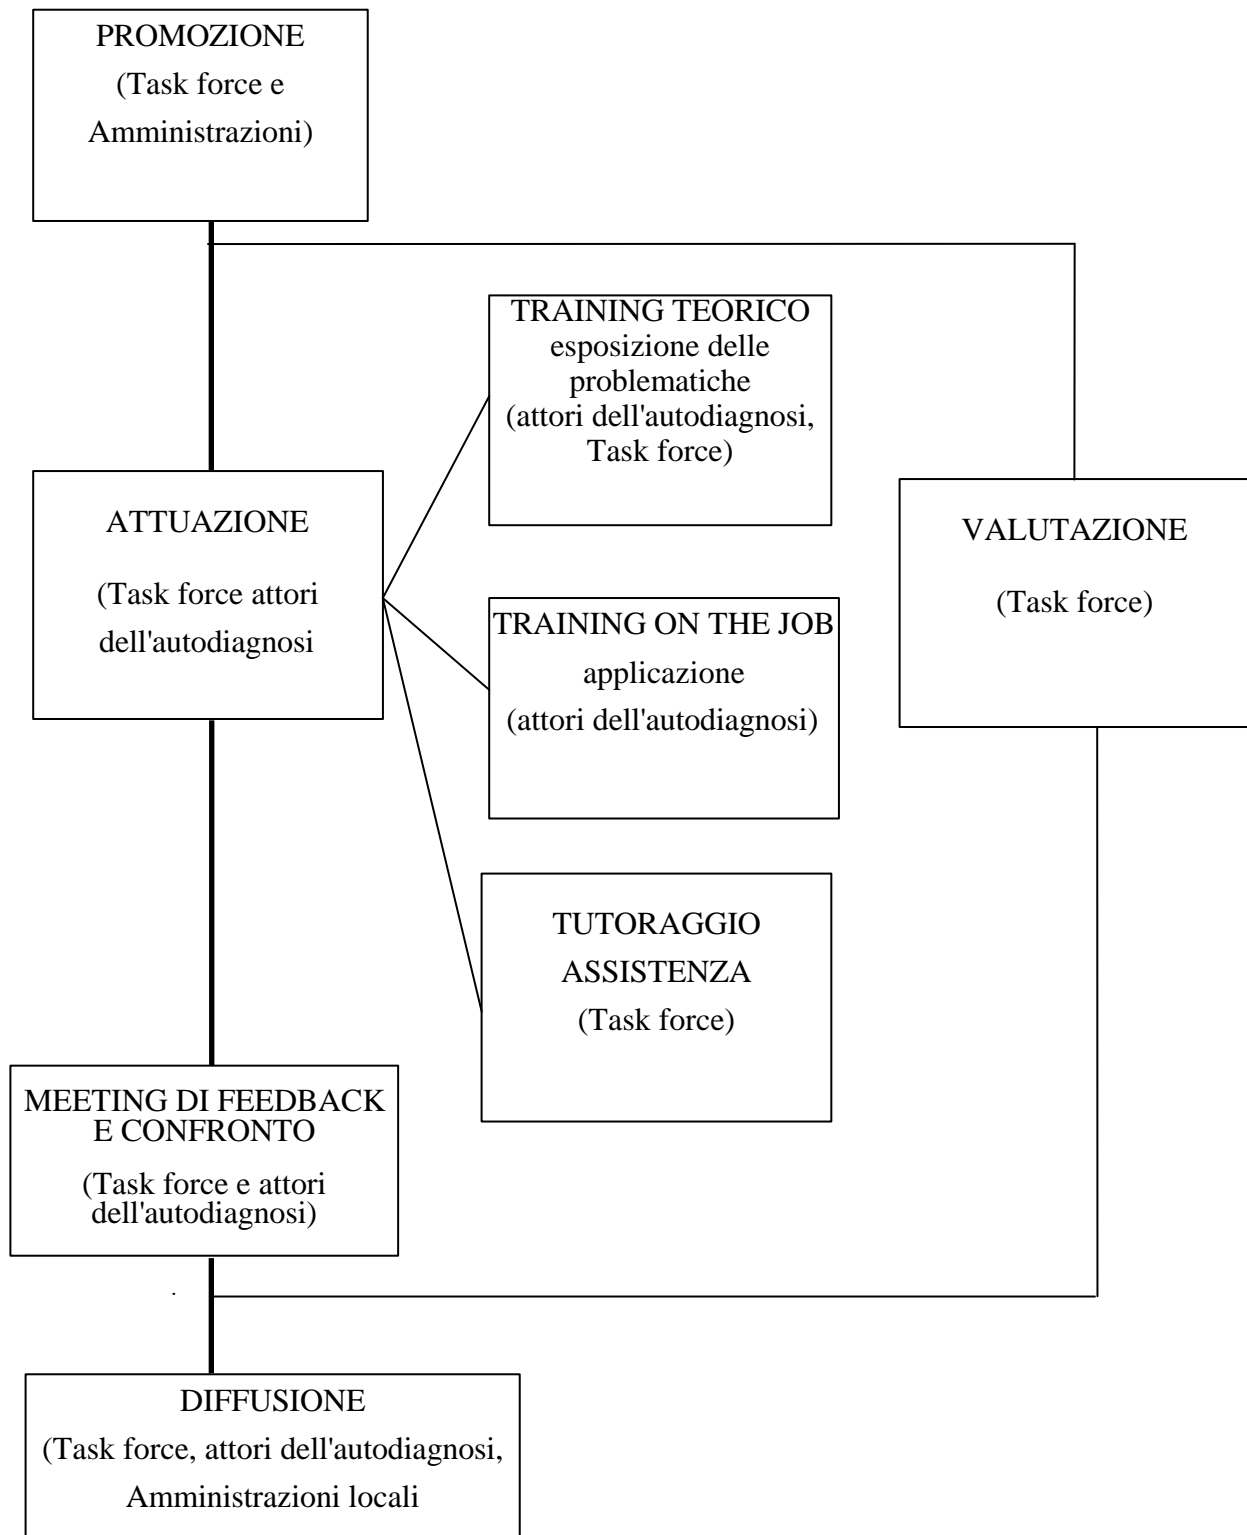 PROMOZIONE
(Task force e
Amministrazioni)
TRAINING TEORICO
esposizione delle
problematiche
(attori dell'autodiagnosi,
Task force)
ATTUAZIONE
(Task force attori
dell'autodiagnosi
VALUTAZIONE
(Task force)
TRAINING ON THE JOB
applicazione
(attori dell'autodiagnosi)
TUTORAGGIO
ASSISTENZA
(Task force)
MEETING DI FEEDBACK
E CONFRONTO
(Task force e attori
dell'autodiagnosi)
.
DIFFUSIONE
(Task force, attori dell'autodiagnosi,
Amministrazioni locali